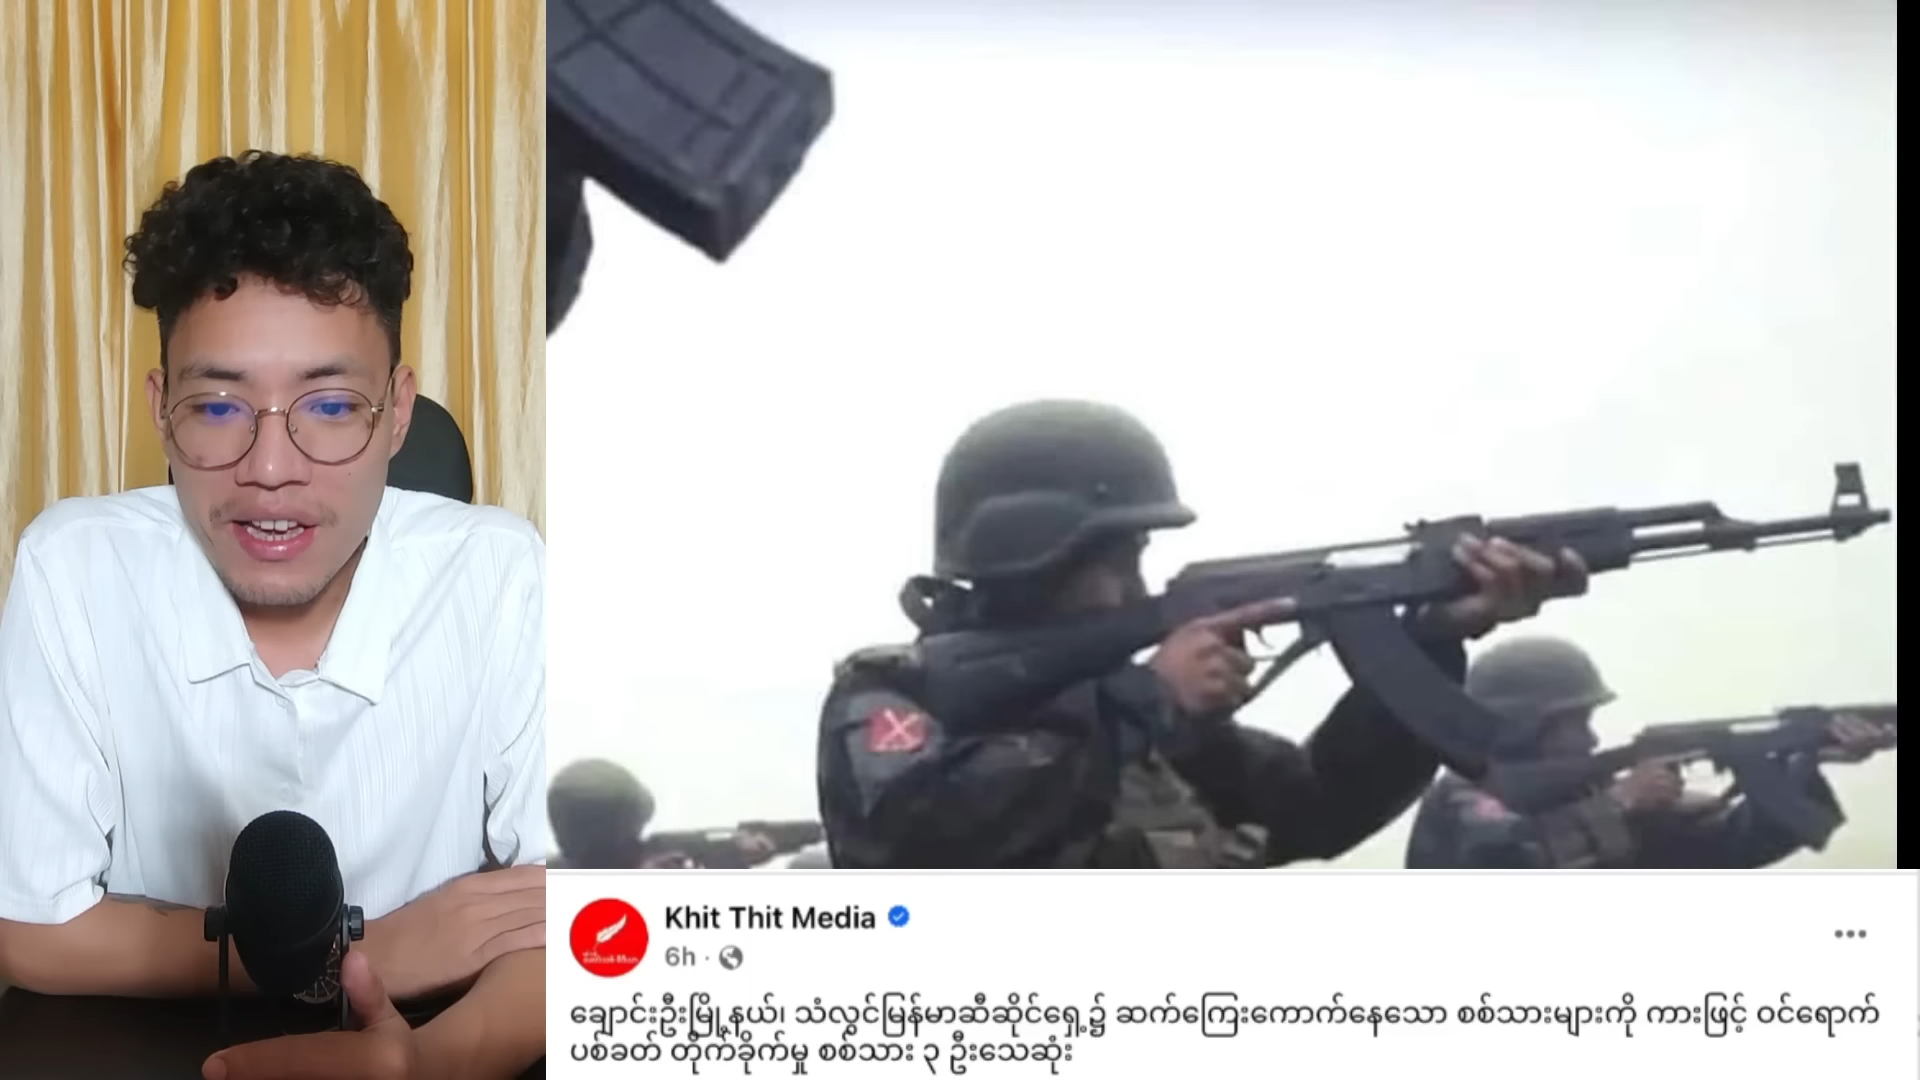 Khit Thit Media
6h ·
ချောင်းဦးမြို့နယ်၊ သံလွင်မြန်မာဆီဆိုင်ရှေ့၌ ဆက်ကြေးကောက်နေသော စစ်သားများကို ကားဖြင့် ဝင်ရောက်
ပစ်ခတ် တိုက်ခိုက်မှု စစ်သား ၃ ဦးသေဆုံး